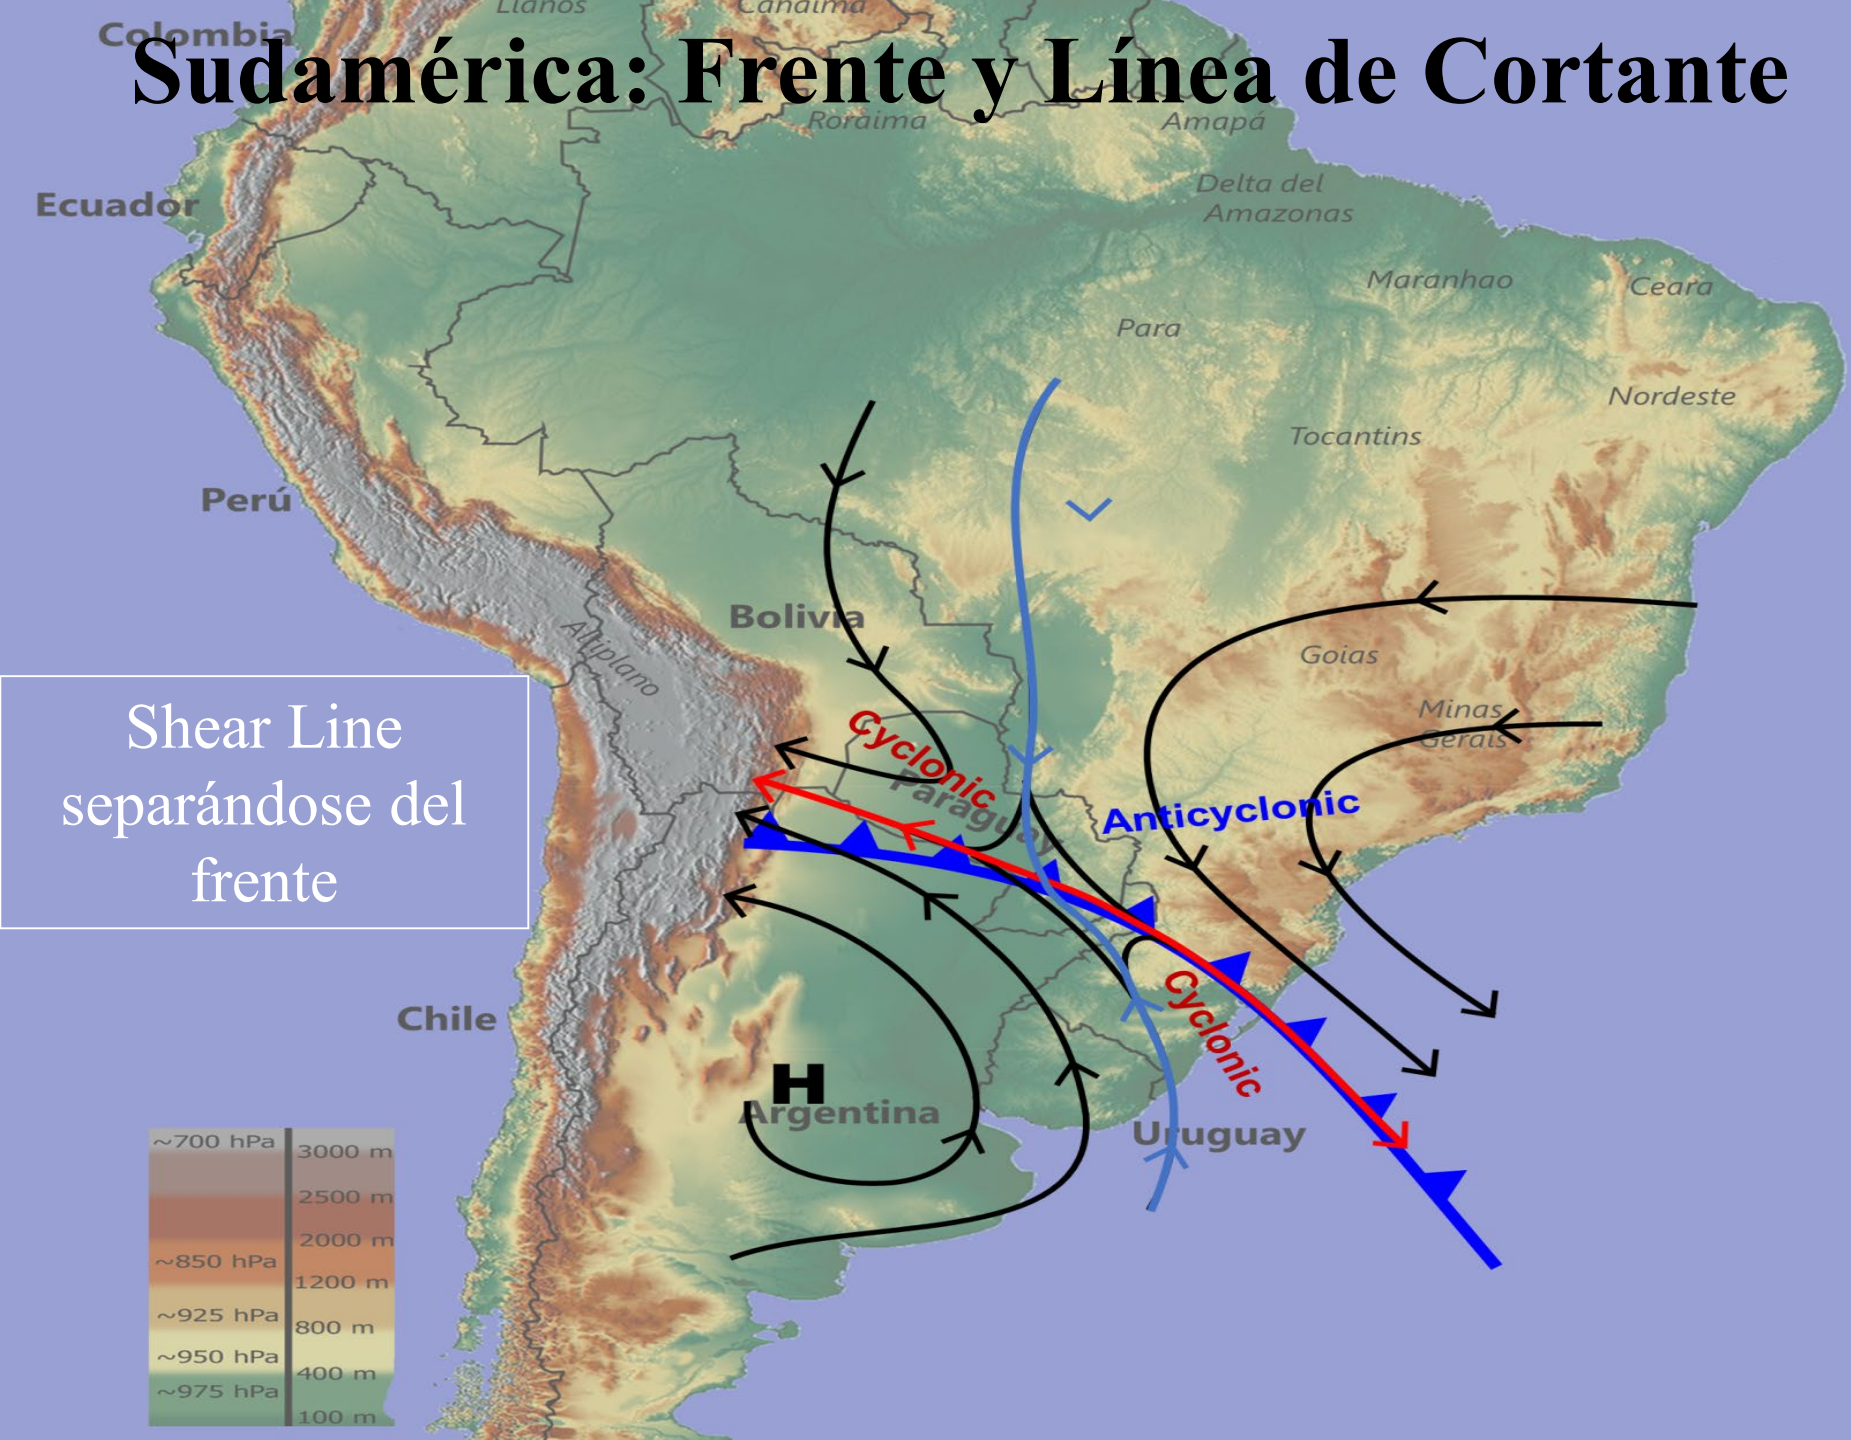 Llanos
Canaima
Colombia
Sudamérica: Frente y Línea de Cortante
Roraima
Amapá
Delta del
Amazonas
Ecuador
Maranhao
Ceara
Para
Nordeste
Tocantins
Perú
Bolivia
Altiplano
Goias
Minas
Gerais
Shear Line
separándose del
frente
Cyclonic
Paraguay
Anticyclonic
Cyclonic
Chile
H
Argentina
Uruguay
~700 hPa
3000 m
2500 m
2000 m
~850 hPa
1200 m
~925 hPa
800 m
~950 hPa
400 m
~975 hPa
100 m